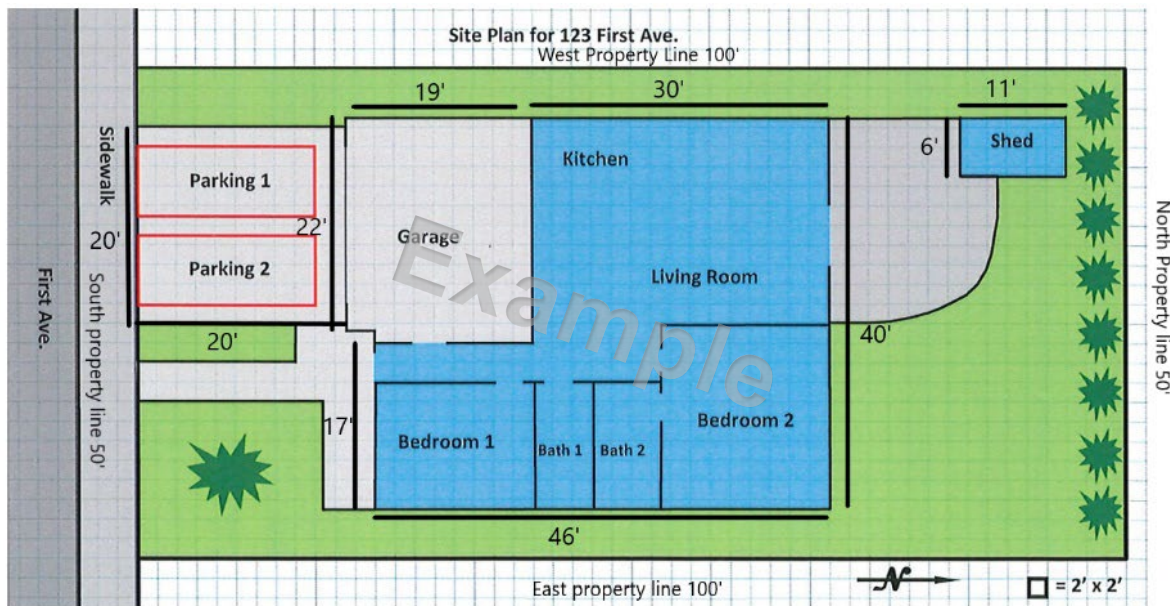 Site Plan for 123 First Ave.
West Property Line 100'
19'
30'
11'
Sidewalk
Kitchen
6'
Shed
Parking 1
22'
20'
Garage
Parking 2
Living Room
North Property line 50'
First Ave.
South property line 50'
Example
20'
40'
17'
Bedroom 1
Bath 1
Bath 2
Bedroom 2
46'
East property line 100'
N
= 2' x 2'